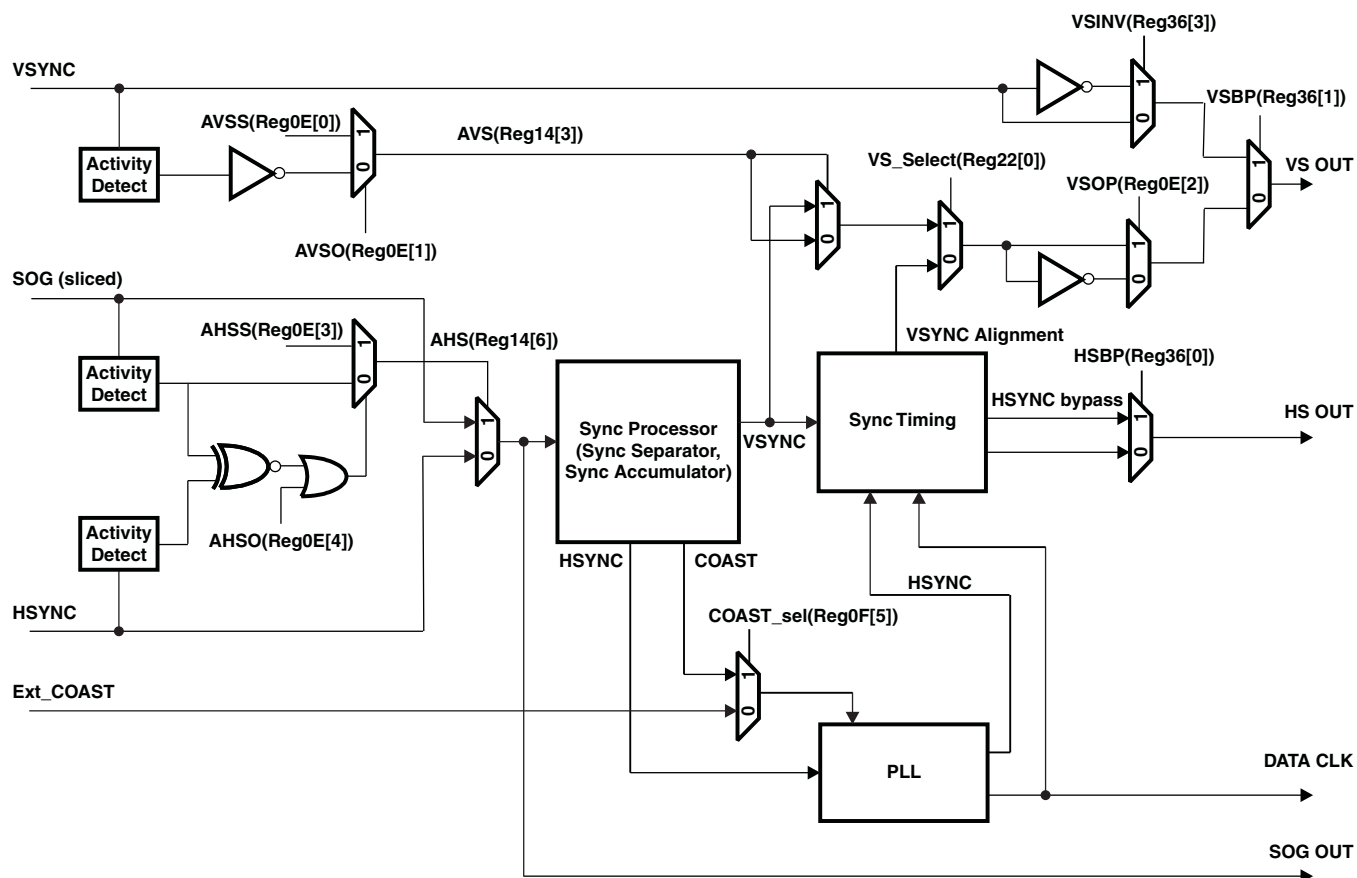 VSINV(Reg36[3])
VSYNC
VSBP(Reg36[1])
1
0
AVSS(Reg0E[0])
1
0
AVS(Reg14[3])
Activity
Detect
VS_Select(Reg22[0])
1
0
VS OUT
VSOP(Reg0E[2])
1
0
1
0
1
0
AVSO(Reg0E[1])
SOG (sliced)
AHSS(Reg0E[3])
1
0
AHS(Reg14[6])
VSYNC Alignment
HSBP(Reg36[0])
Activity
Detect
1
0
Sync Processor
(Sync Separator,
Sync Accumulator)
VSYNC
Sync Timing
HSYNC bypass
1
0
HS OUT
Activity
Detect
AHSO(Reg0E[4])
HSYNC
COAST
HSYNC
HSYNC
COAST_sel(Reg0F[5])
1
0
Ext_COAST
PLL
DATA CLK
SOG OUT